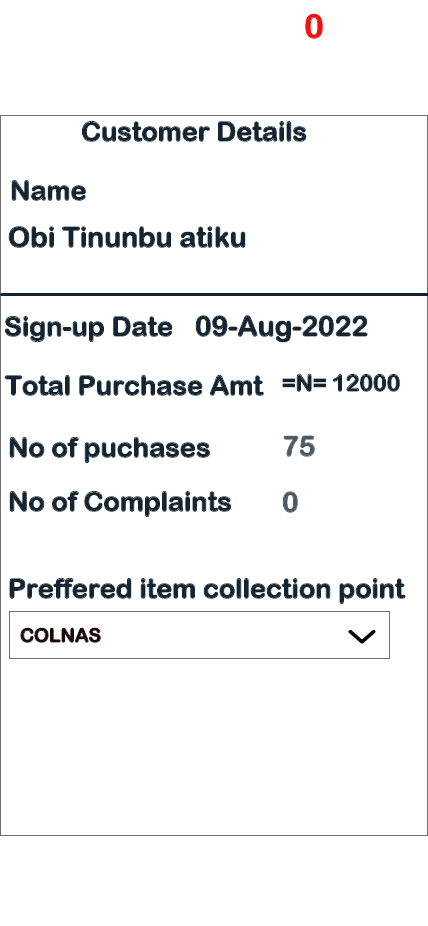 0
Customer Details
Name
Obi Tinunbu atiku
Sign-up Date 09-Aug-2022
Total Purchase Amt =N= 12000
No of puchases 75
No of Complaints 0
Preffered item collection point
COLNAS